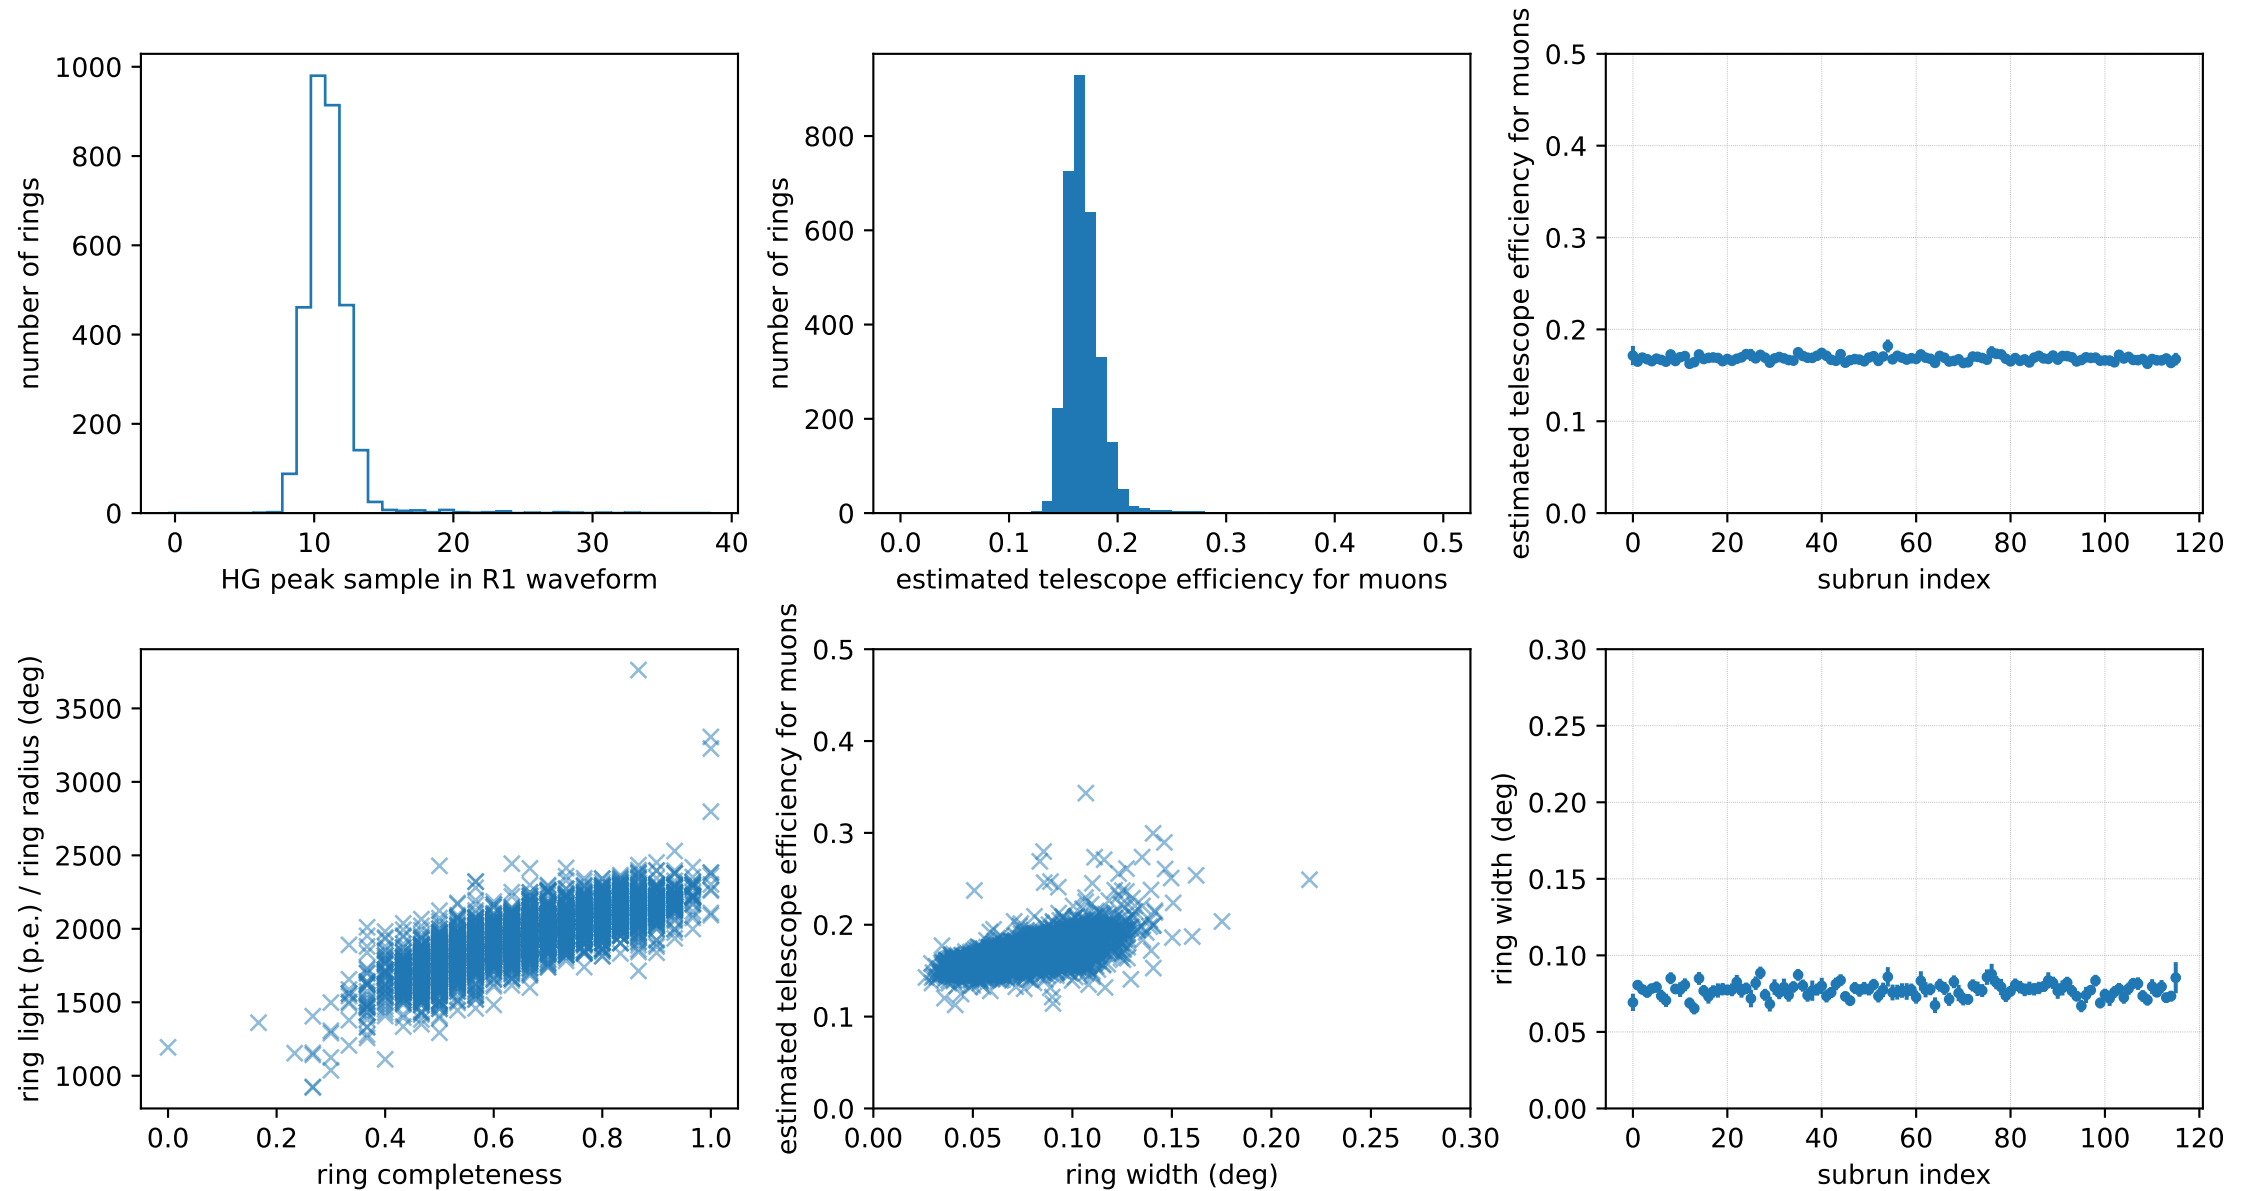 number of rings
1000
800
600
400
200
0
0 10 20 30 40
HG peak sample in R1 waveform
number of rings
800
600
400
200
0
0.0 0.1 0.2 0.3 0.4 0.5
estimated telescope efficiency for muons
estimated telescope efficiency for muons
0.5
0.4
0.3
0.2
0.1
0.0
0 20 40 60 80 100 120
subrun index
ring light (p.e.) / ring radius (deg)
3500
3000
2500
2000
1500
1000
0.0 0.2 0.4 0.6 0.8 1.0
ring completeness
estimated telescope efficiency for muons
0.5
0.4
0.3
0.2
0.1
0.0
0.00 0.05 0.10 0.15 0.20 0.25 0.30
ring width (deg)
ring width (deg)
0.30
0.25
0.20
0.15
0.10
0.05
0.00
0 20 40 60 80 100 120
subrun index